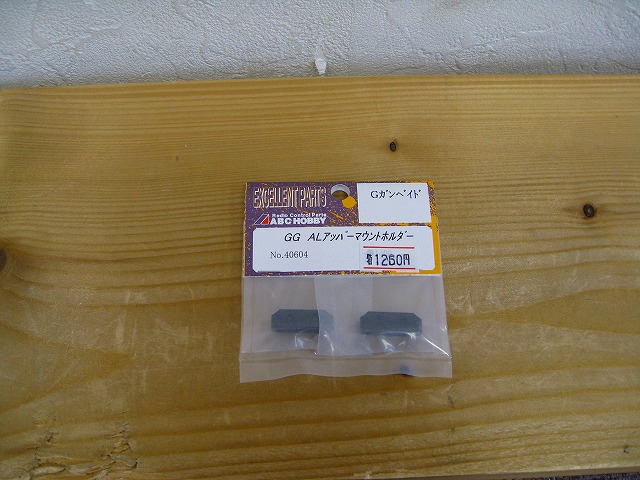 EXCELLENT PARTS
Radio Control Parts
ABC HOBBY
Gガンベイド
GG ALアッパーマウントホルダー
No.40604
1260円